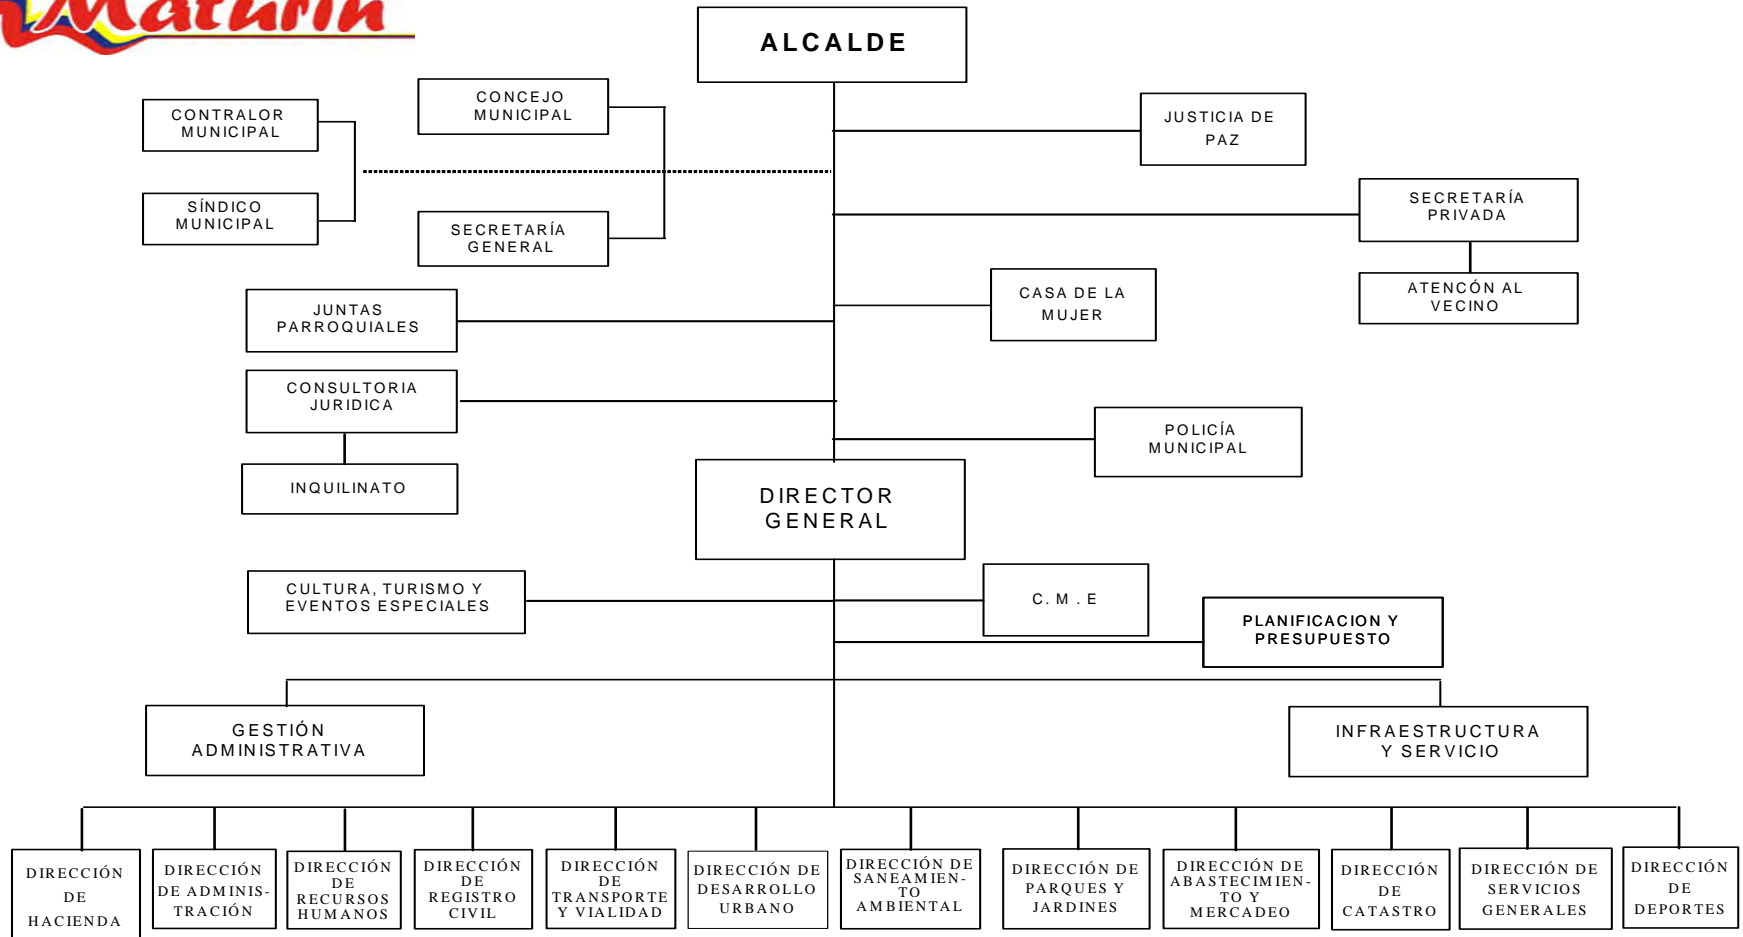 Maturín
ALCALDE
CONTRALOR
MUNICIPAL
CONCEJO
MUNICIPAL
JUSTICIA DE
PAZ
SÍNDICO
MUNICIPAL
SECRETARÍA
GENERAL
SECRETARÍA
PRIVADA
ATENCÓN AL
VECINO
JUNTAS
PARROQUIALES
CASA DE LA
MUJER
CONSULTORIA
JURIDICA
INQUILINATO
POLICÍA
MUNICIPAL
DIRECTOR
GENERAL
CULTURA, TURISMO Y
EVENTOS ESPECIALES
C. M . E
PLANIFICACION Y
PRESUPUESTO
GESTIÓN
ADMINISTRATIVA
INFRAESTRUCTURA
Y SERVICIO
DIRECCIÓN
DE
HACIENDA
DIRECCIÓN
DE ADMINIS-
TRACIÓN
DIRECCIÓN
DE
RECURSOS
HUMANOS
DIRECCIÓN
DE
REGISTRO
CIVIL
DIRECCIÓN
DE
TRANSPORTE
Y VIALIDAD
DIRECCIÓN DE
DESARROLLO
URBANO
DIRECCIÓN DE
SANEAMIEN-
TO
AMBIENTAL
DIRECCIÓN DE
PARQUES Y
JARDINES
DIRECCIÓN DE
ABASTECIMIEN-
TO Y
MERCADEO
DIRECCIÓN
DE
CATASTRO
DIRECCIÓN DE
SERVICIOS
GENERALES
DIRECCIÓN
DE
DEPORTES